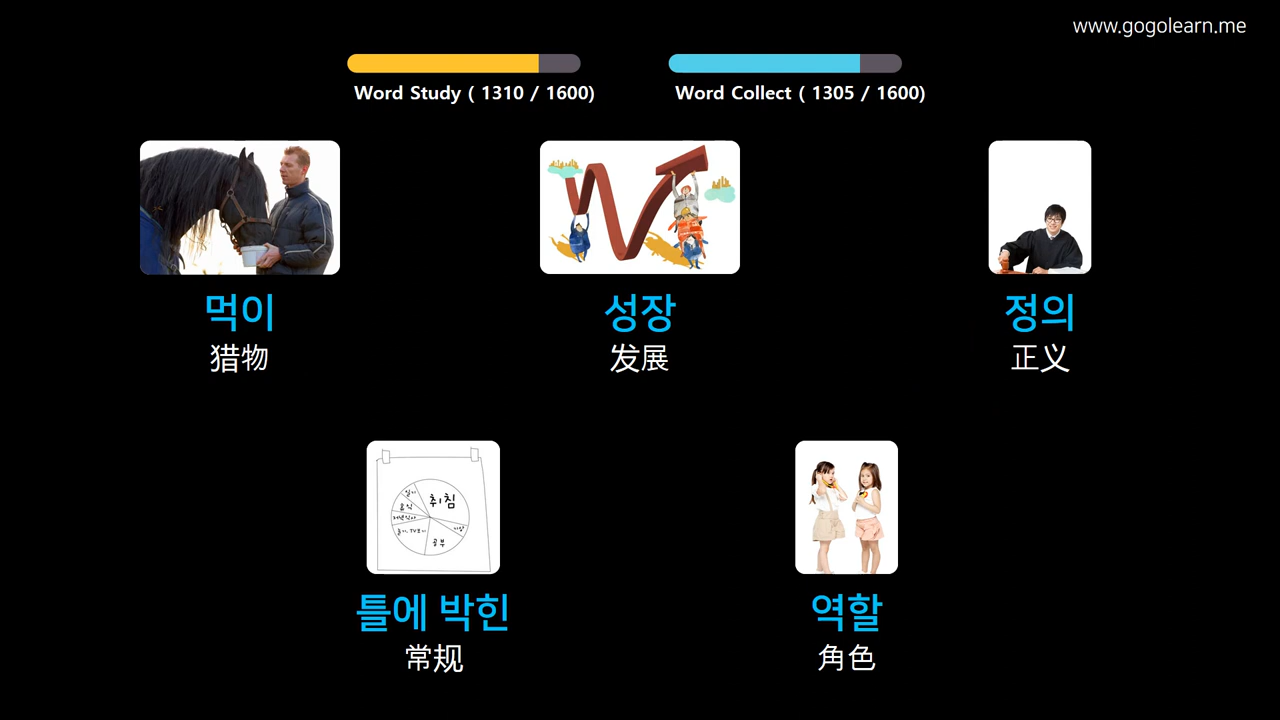 www.gogolearn.me
Word Study ( 1310 / 1600)
Word Collect ( 1305 / 1600)
먹이
猎物
성장
发展
정의
正义
취침
공부
틀에 박힌
常规
역할
角色